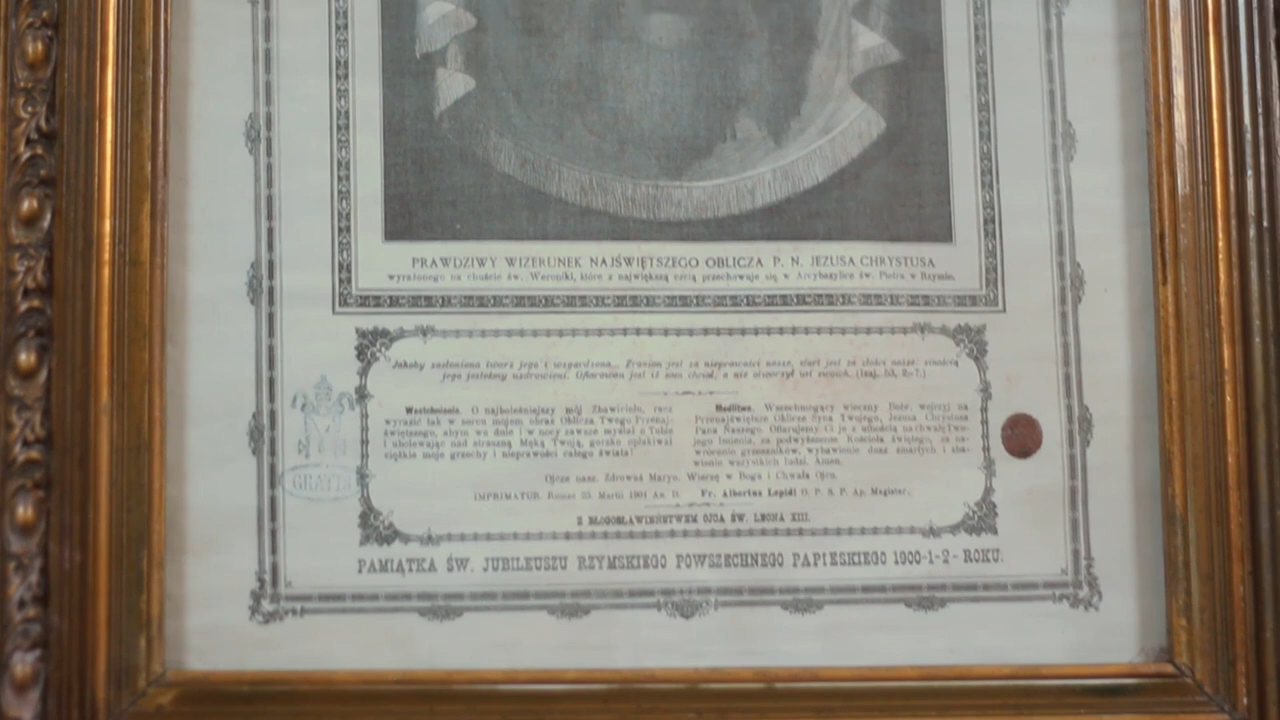 PRAWDZIWY WIZERUNEK NAJŚWIĘTSZEGO OBLICZA P. N. JEZUSA CHRYSTUSA
wyrażonego na chuście św. Weroniki, które z największą czcią przechowuje się w Arcybazylice św. Piotra w Rzymie.
Jakoby zasłoniona twarz jego i wzgardzona... Zranion jest za nieprawości nasze, start jest za złości nasze: sinością
jego jesteśmy uzdrowieni. Ofiarowan jest iż sam chciał, a nie otworzył ust swoich. (Izaj. 53, 2-7.)
Westchnienie. O najboleśniejszy mój Zbawicielu, racz
wyrazić tak w sercu mojem obraz Oblicza Twego Przenaj-
świętszego, abym we dnie i w nocy zawsze myślał o Tobie
i ubolewając nad straszną Męką Twoją, gorzko opłakiwał
ciężkie moje grzechy i nieprawości całego świata!
Modlitwa. Wszechmogący wieczny Boże, wejrzyj na
Przenajświętsze Oblicze Syna Twojego, Jezusa Chrystusa
Pana Naszego. Ofiarujemy Ci je z ufnością na chwałę Two-
jego Imienia, za podwyższenie Kościoła świętego, za na-
wrócenie grzeszników, wybawienie dusz zmarłych i zba-
wienie wszystkich ludzi. Amen.
Ojcze nasz. Zdrowaś Maryo. Wierzę w Boga i Chwała Ojcu.
IMPRIMATUR. Romae 25. Martii 1901 An. D. Fr. Albertus Lepidi O. P. S. P. Ap. Magister.
Z BŁOGOSŁAWIEŃSTWEM OJCA ŚW. LEONA XIII.
GRATIS
PAMIĄTKA ŚW. JUBILEUSZU RZYMSKIEGO POWSZECHNEGO PAPIESKIEGO 1900-1-2- ROKU.